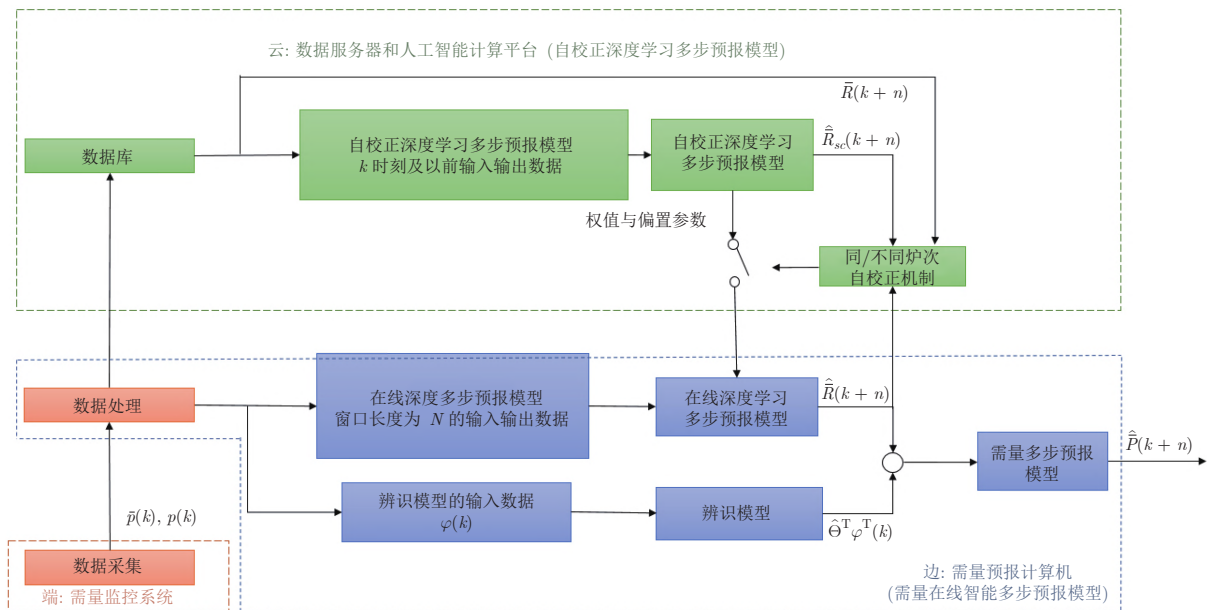 云: 数据服务器和人工智能计算平台 (自校正深度学习多步预报模型)
R̄(k + n)
数据库
自校正深度学习多步预报模型
k 时刻及以前输入输出数据
自校正深度学习
多步预报模型
R̄̂_{sc}(k + n)
权值与偏置参数
同/不同炉次
自校正机制
数据处理
在线深度多步预报模型
窗口长度为 N 的输入输出数据
在线深度学习
多步预报模型
R̄̂(k + n)
需量多步预报
模型
P̄̂(k + n)
辨识模型的输入数据
φ(k)
辨识模型
Θ̂^Tφ^T(k)
p̄(k), p(k)
数据采集
端: 需量监控系统
边: 需量预报计算机
(需量在线智能多步预报模型)